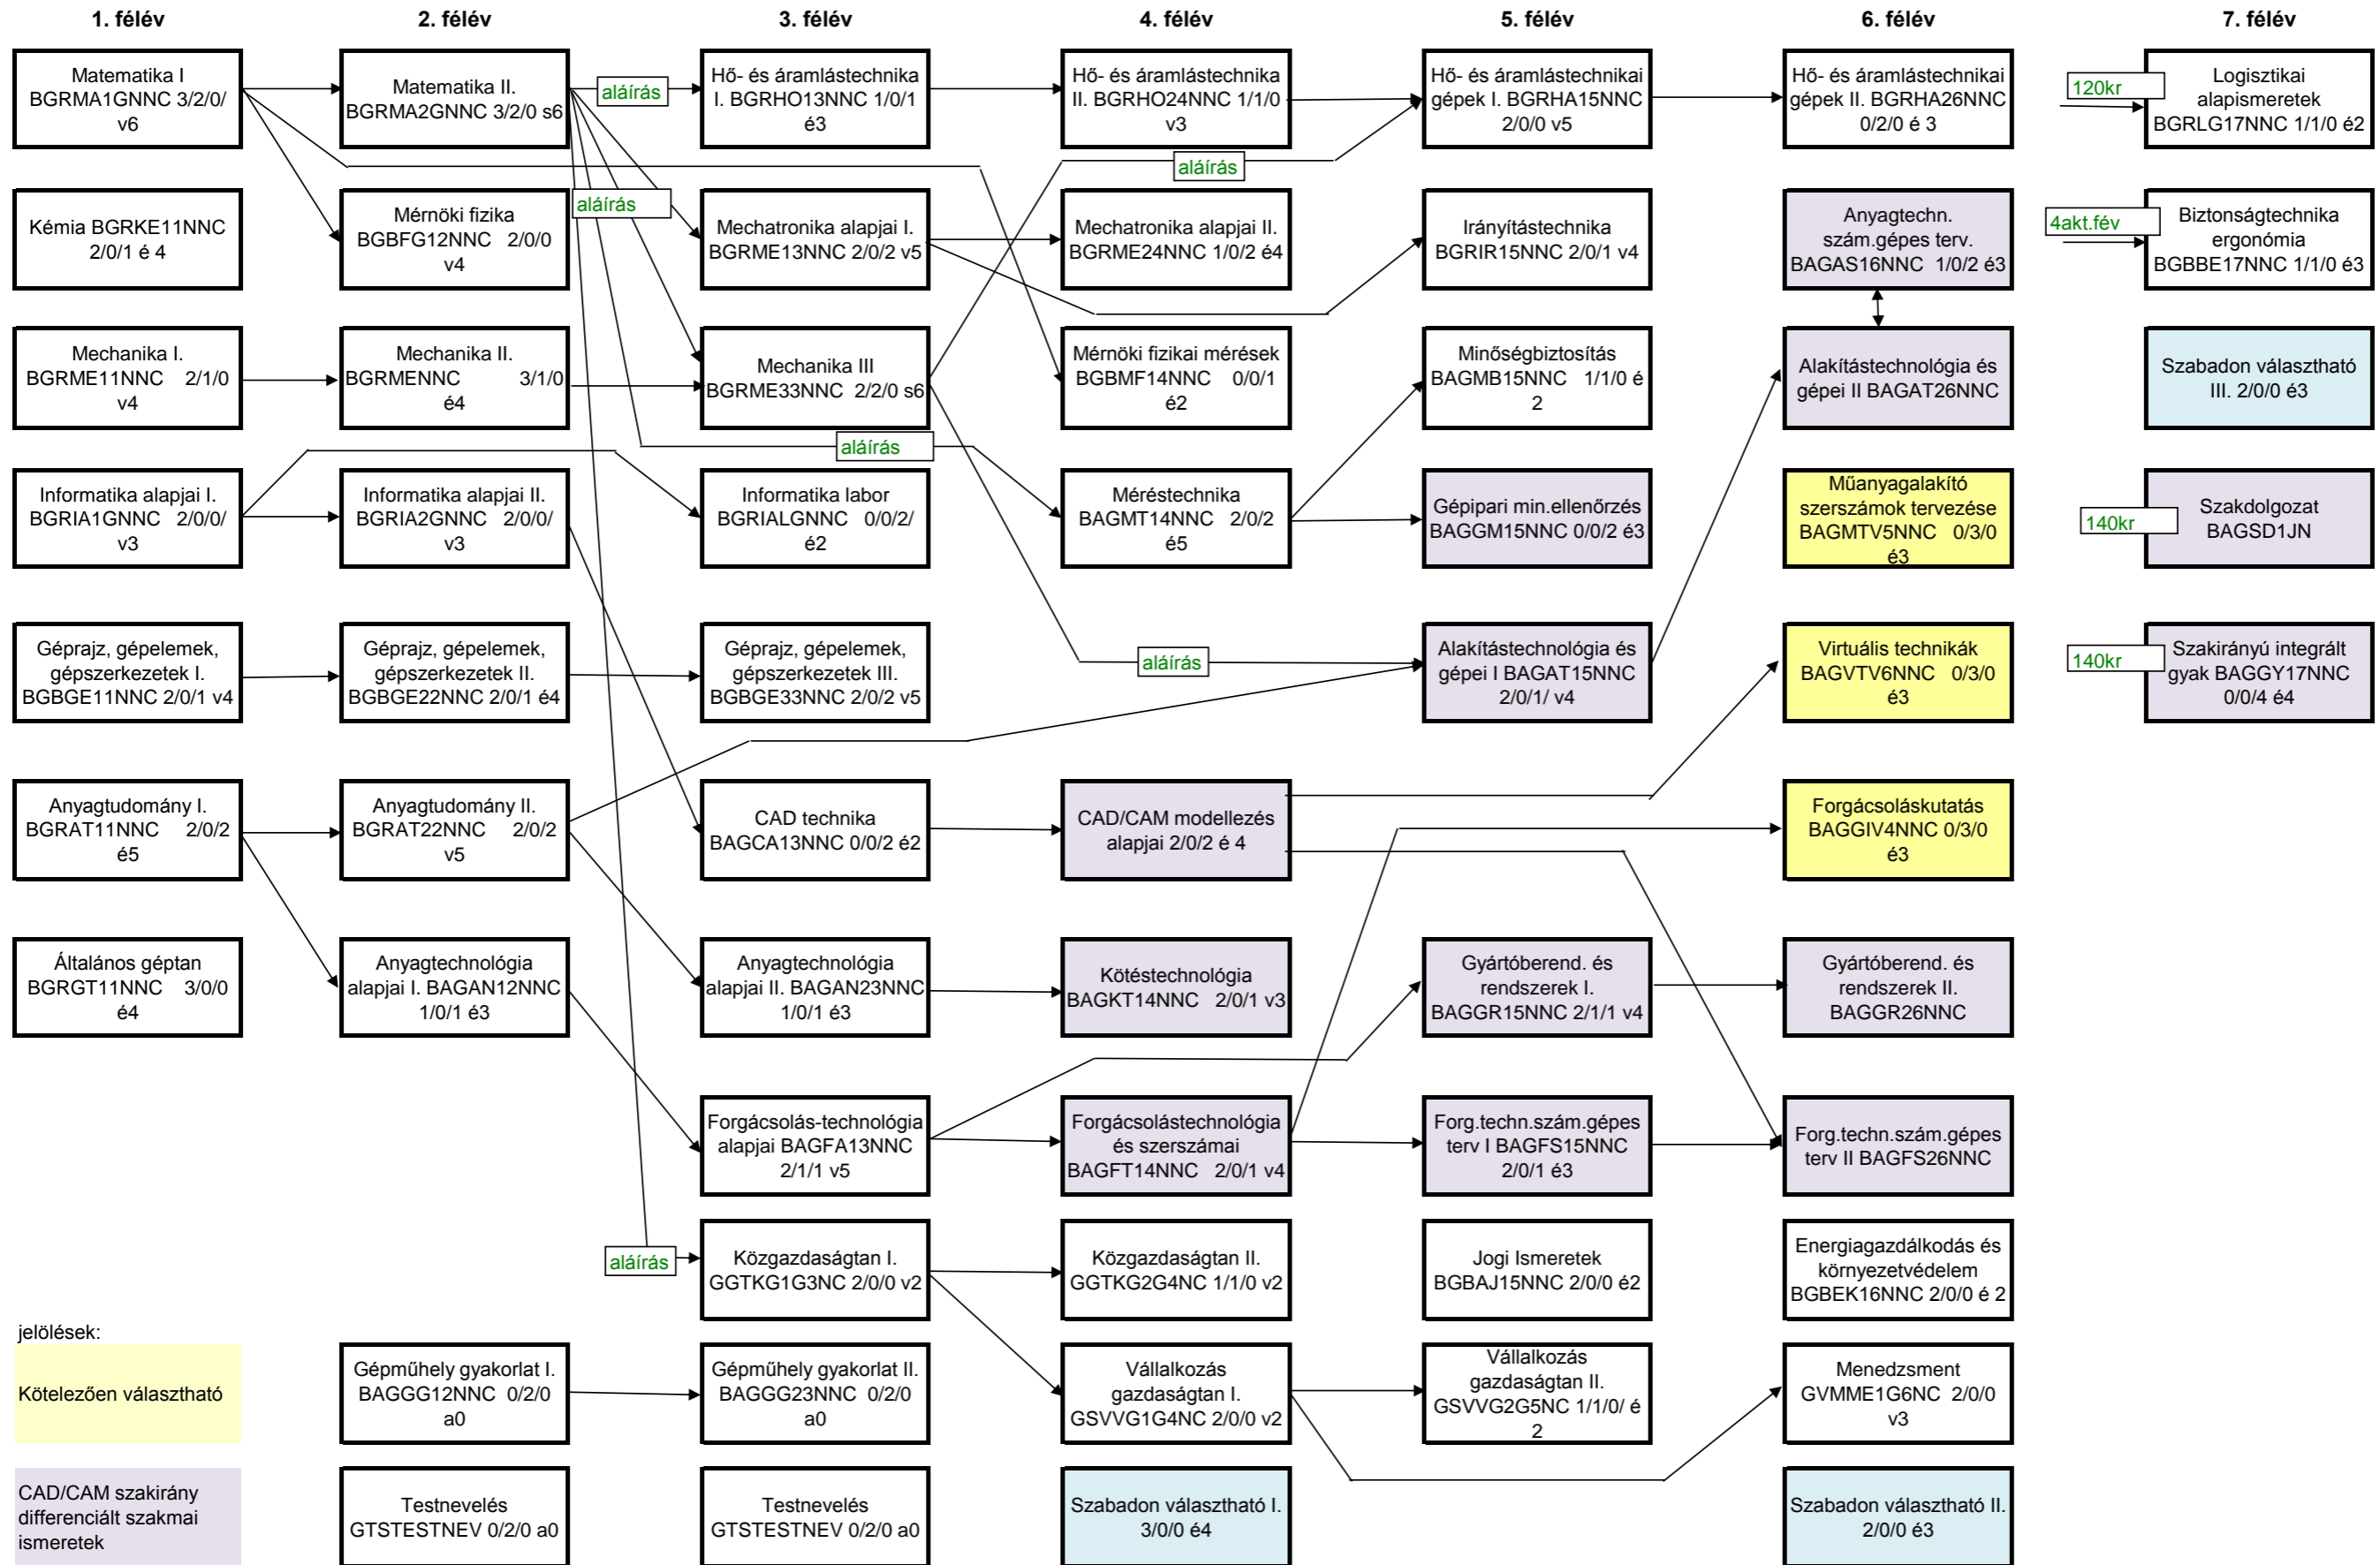 1. félév
2. félév
3. félév
4. félév
5. félév
6. félév
7. félév
Matematika I
BGRMA1GNNC 3/2/0/
v6
Matematika II.
BGRMA2GNNC 3/2/0 s6
aláírás
Hő- és áramlástechnika
I. BGRHO13NNC 1/0/1
é3
Hő- és áramlástechnika
II. BGRHO24NNC 1/1/0
v3
Hő- és áramlástechnikai
gépek I. BGRHA15NNC
2/0/0 v5
Hő- és áramlástechnikai
gépek II. BGRHA26NNC
0/2/0 é 3
120kr
Logisztikai
alapismeretek
BGRLG17NNC 1/1/0 é2
aláírás
Kémia BGRKE11NNC
2/0/1 é 4
Mérnöki fizika
BGBFG12NNC 2/0/0
v4
aláírás
Mechatronika alapjai I.
BGRME13NNC 2/0/2 v5
Mechatronika alapjai II.
BGRME24NNC 1/0/2 é4
Irányítástechnika
BGRIR15NNC 2/0/1 v4
Anyagtechn.
szám.gépes terv.
BAGAS16NNC 1/0/2 é3
4akt.fév
Biztonságtechnika
ergonómia
BGBBE17NNC 1/1/0 é3
Mechanika I.
BGRME11NNC 2/1/0
v4
Mechanika II.
BGRMENNC 3/1/0
é4
Mechanika III
BGRME33NNC 2/2/0 s6
Mérnöki fizikai mérések
BGBMF14NNC 0/0/1
é2
Minőségbiztosítás
BAGMB15NNC 1/1/0 é
2
Alakítástechnológia és
gépei II BAGAT26NNC
Szabadon választható
III. 2/0/0 é3
aláírás
Informatika alapjai I.
BGRIA1GNNC 2/0/0/
v3
Informatika alapjai II.
BGRIA2GNNC 2/0/0/
v3
Informatika labor
BGRIALGNNC 0/0/2/
é2
Méréstechnika
BAGMT14NNC 2/0/2
é5
Gépipari min.ellenőrzés
BAGGM15NNC 0/0/2 é3
Műanyagalakító
szerszámok tervezése
BAGMTV5NNC 0/3/0
é3
140kr
Szakdolgozat
BAGSD1JN
Géprajz, gépelemek,
gépszerkezetek I.
BGBGE11NNC 2/0/1 v4
Géprajz, gépelemek,
gépszerkezetek II.
BGBGE22NNC 2/0/1 é4
Géprajz, gépelemek,
gépszerkezetek III.
BGBGE33NNC 2/0/2 v5
aláírás
Alakítástechnológia és
gépei I BAGAT15NNC
2/0/1/ v4
Virtuális technikák
BAGVTV6NNC 0/3/0
é3
140kr
Szakirányú integrált
gyak BAGGY17NNC
0/0/4 é4
Anyagtudomány I.
BGRAT11NNC 2/0/2
é5
Anyagtudomány II.
BGRAT22NNC 2/0/2
v5
CAD technika
BAGCA13NNC 0/0/2 é2
CAD/CAM modellezés
alapjai 2/0/2 é 4
Forgácsoláskutatás
BAGGIV4NNC 0/3/0
é3
Általános géptan
BGRGT11NNC 3/0/0
é4
Anyagtechnológia
alapjai I. BAGAN12NNC
1/0/1 é3
Anyagtechnológia
alapjai II. BAGAN23NNC
1/0/1 é3
Kötéstechnológia
BAGKT14NNC 2/0/1 v3
Gyártóberend. és
rendszerek I.
BAGGR15NNC 2/1/1 v4
Gyártóberend. és
rendszerek II.
BAGGR26NNC
Forgácsolás-technológia
alapjai BAGFA13NNC
2/1/1 v5
Forgácsolástechnológia
és szerszámai
BAGFT14NNC 2/0/1 v4
Forg.techn.szám.gépes
terv I BAGFS15NNC
2/0/1 é3
Forg.techn.szám.gépes
terv II BAGFS26NNC
aláírás
Közgazdaságtan I.
GGTKG1G3NC 2/0/0 v2
Közgazdaságtan II.
GGTKG2G4NC 1/1/0 v2
Jogi Ismeretek
BGBAJ15NNC 2/0/0 é2
Energiagazdálkodás és
környezetvédelem
BGBEK16NNC 2/0/0 é 2
jelölések:
Kötelezően választható
Gépműhely gyakorlat I.
BAGGG12NNC 0/2/0
a0
Gépműhely gyakorlat II.
BAGGG23NNC 0/2/0
a0
Vállalkozás
gazdaságtan I.
GSVVG1G4NC 2/0/0 v2
Vállalkozás
gazdaságtan II.
GSVVG2G5NC 1/1/0/ é
2
Menedzsment
GVMME1G6NC 2/0/0
v3
CAD/CAM szakirány
differenciált szakmai
ismeretek
Testnevelés
GTSTESTNEV 0/2/0 a0
Testnevelés
GTSTESTNEV 0/2/0 a0
Szabadon választható I.
3/0/0 é4
Szabadon választható II.
2/0/0 é3